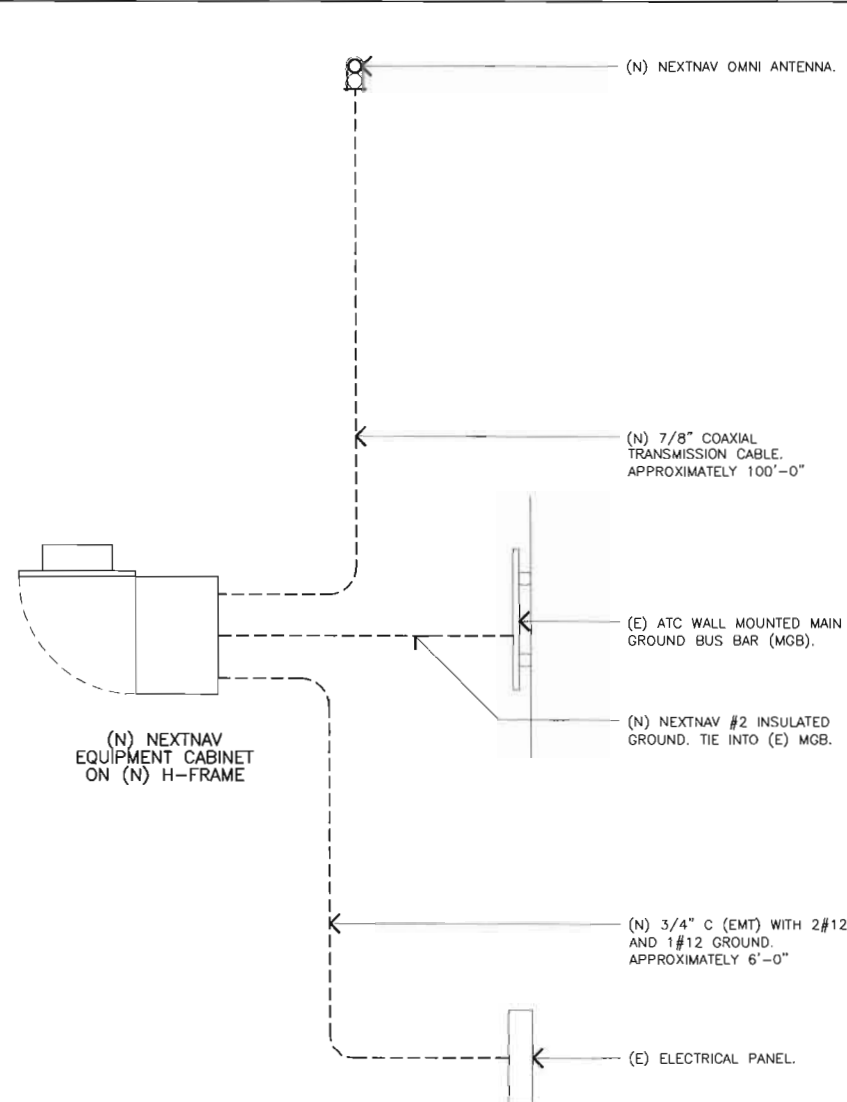 (N) NEXTNAV OMNI ANTENNA.
(N) 7/8" COAXIAL
TRANSMISSION CABLE.
APPROXIMATELY 100'-0"
(E) ATC WALL MOUNTED MAIN
GROUND BUS BAR (MGB).
(N) NEXTNAV #2 INSULATED
GROUND. TIE INTO (E) MGB.
(N) NEXTNAV
EQUIPMENT CABINET
ON (N) H-FRAME
(N) 3/4" C (EMT) WITH 2#12
AND 1#12 GROUND.
APPROXIMATELY 6'-0"
(E) ELECTRICAL PANEL.